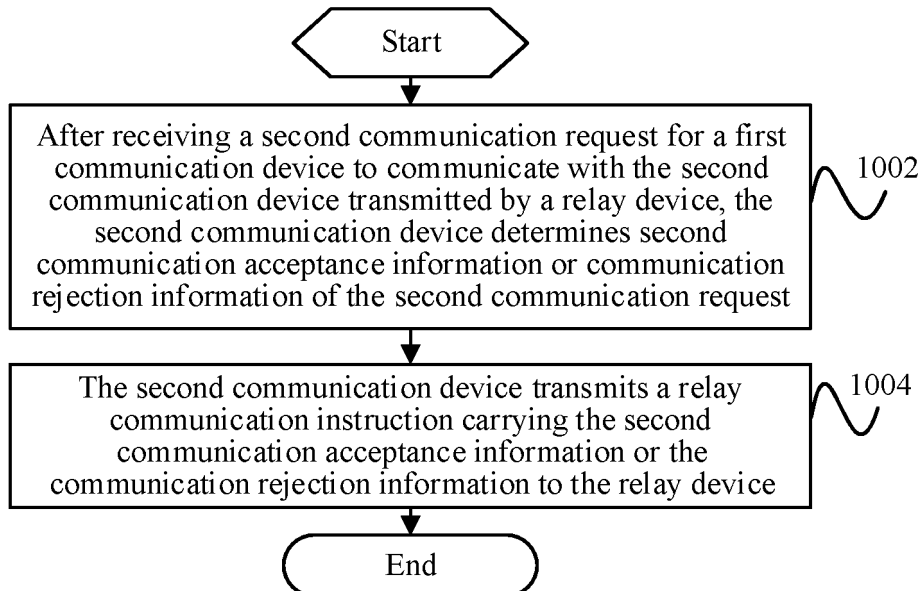 Start
After receiving a second communication request for a first
communication device to communicate with the second
communication device transmitted by a relay device, the
second communication device determines second
communication acceptance information or communication
rejection information of the second communication request
1002
The second communication device transmits a relay
communication instruction carrying the second
communication acceptance information or the
communication rejection information to the relay device
1004
End